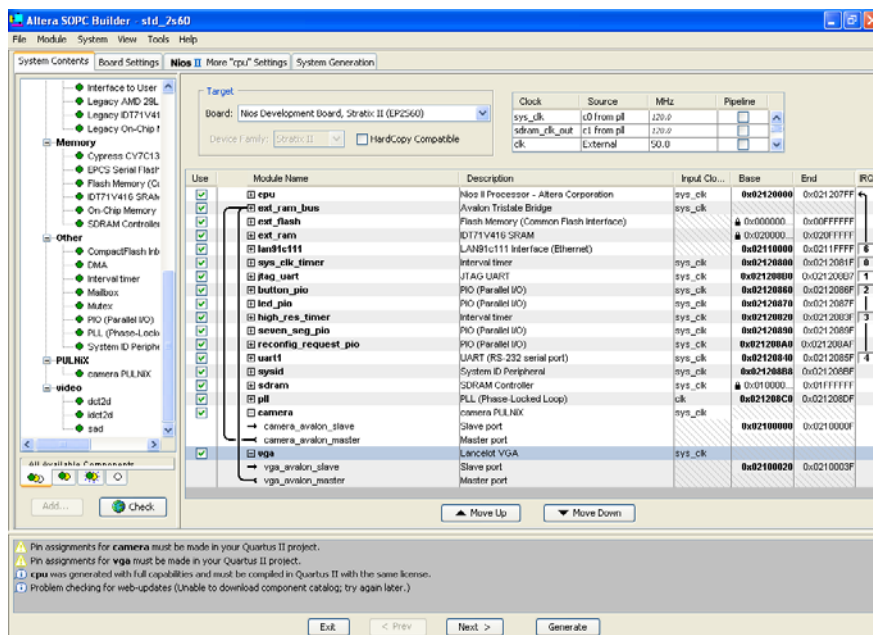 Altera SOPC Builder - std_2s60
File Module System View Tools Help
System Contents Board Settings Nios II More "cpu" Settings System Generation
Interface to User
Legacy AMD 29L
Legacy IDT71V41
Legacy On-Chip
Memory
Cypress CY7C13
EPCS Serial Flash
Flash Memory (C
IDT71V416 SRAM
On-Chip Memory
SDRAM Controller
Other
CompactFlash Int
DMA
Interval timer
Mailbox
Mutex
PIO (Parallel I/O)
PLL (Phase-Lock
System ID Periphe
PULNiX
camera PULNiX
video
dct2d
idct2d
sad
All Available Components
Add...
Check
Target
Board: Nios Development Board, Stratix II (EP2S60)
Device Family: Stratix II HardCopy Compatible
Clock Source MHz Pipeline
sys_clk c0 from pll 120.0
sdram_clk_out c1 from pll 120.0
clk External 50.0
Use Module Name Description Input Clo... Base End IRQ
cpu Nios II Processor - Altera Corporation sys_clk 0x02120000 0x021207FF
ext_ram_bus Avalon Tristate Bridge sys_clk
ext_flash Flash Memory (Common Flash Interface) 0x000000... 0x00FFFFFF
ext_ram IDT71V416 SRAM 0x020000... 0x020FFFFF
lan91c111 LAN91c111 Interface (Ethernet) 0x02110000 0x0211FFFF 6
sys_clk_timer Interval timer sys_clk 0x02120800 0x0212081F 0
jtag_uart JTAG UART sys_clk 0x021208B0 0x021208B7 1
button_pio PIO (Parallel I/O) sys_clk 0x02120860 0x0212086F 2
led_pio PIO (Parallel I/O) sys_clk 0x02120870 0x0212087F
high_res_timer Interval timer sys_clk 0x02120820 0x0212083F 3
seven_seg_pio PIO (Parallel I/O) sys_clk 0x02120890 0x0212089F
reconfig_request_pio PIO (Parallel I/O) sys_clk 0x021208A0 0x021208AF
uart1 UART (RS-232 serial port) sys_clk 0x02120840 0x0212085F 4
sysid System ID Peripheral sys_clk 0x021208B8 0x021208BF
sdram SDRAM Controller sys_clk 0x010000... 0x01FFFFFF
pll PLL (Phase-Locked Loop) clk 0x021208C0 0x021208DF
camera camera PULNiX sys_clk
camera_avalon_slave Slave port 0x02100000 0x0210000F
camera_avalon_master Master port
vga Lancelot VGA sys_clk
vga_avalon_slave Slave port 0x02100020 0x0210003F
vga_avalon_master Master port
Move Up Move Down
Pin assignments for camera must be made in your Quartus II project.
Pin assignments for vga must be made in your Quartus II project.
cpu was generated with full capabilities and must be compiled in Quartus II with the same license.
Problem checking for web-updates (Unable to download component catalog; try again later.)
Exit < Prev Next > Generate